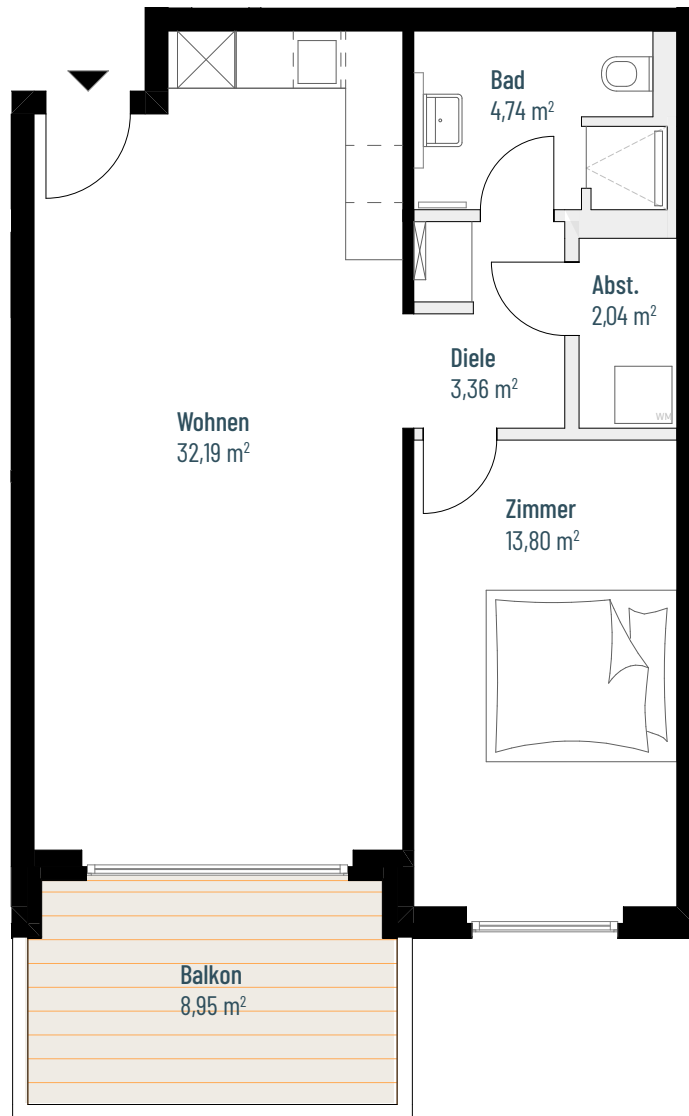 Bad
4,74 m²
Abst.
2,04 m²
WM
Diele
3,36 m²
Wohnen
32,19 m²
Zimmer
13,80 m²
Balkon
8,95 m²